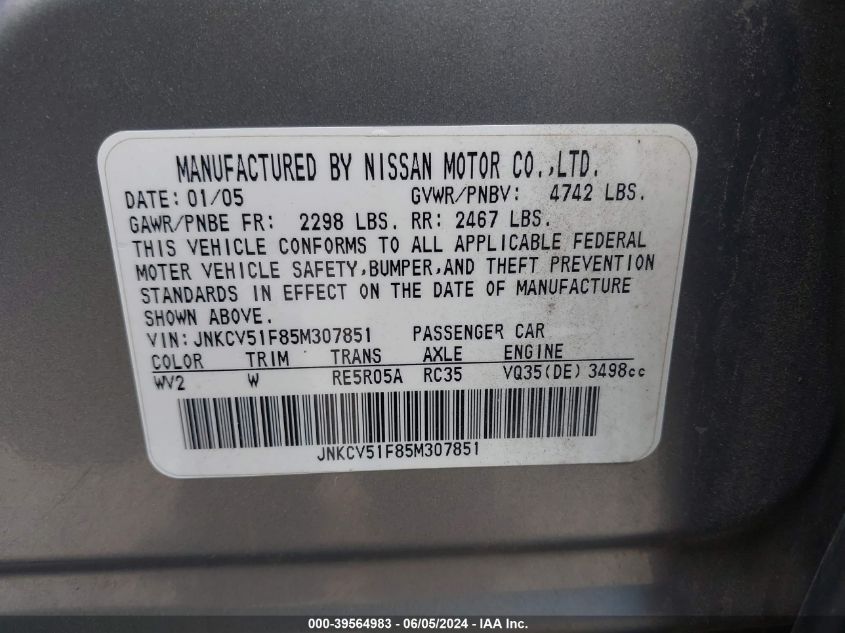 MANUFACTURED BY NISSAN MOTOR CO.,LTD.
DATE: 01/05 GVWR/PNBV: 4742 LBS.
GAWR/PNBE FR: 2298 LBS. RR: 2467 LBS.
THIS VEHICLE CONFORMS TO ALL APPLICABLE FEDERAL
MOTER VEHICLE SAFETY,BUMPER,AND THEFT PREVENTION
STANDARDS IN EFFECT ON THE DATE OF MANUFACTURE
SHOWN ABOVE.
VIN: JNKCV51F85M307851 PASSENGER CAR
COLOR TRIM TRANS AXLE ENGINE
WV2 W RE5R05A RC35 VQ35(DE) 3498cc
JNKCV51F85M307851
000-39564983 - 06/05/2024 - IAA Inc.